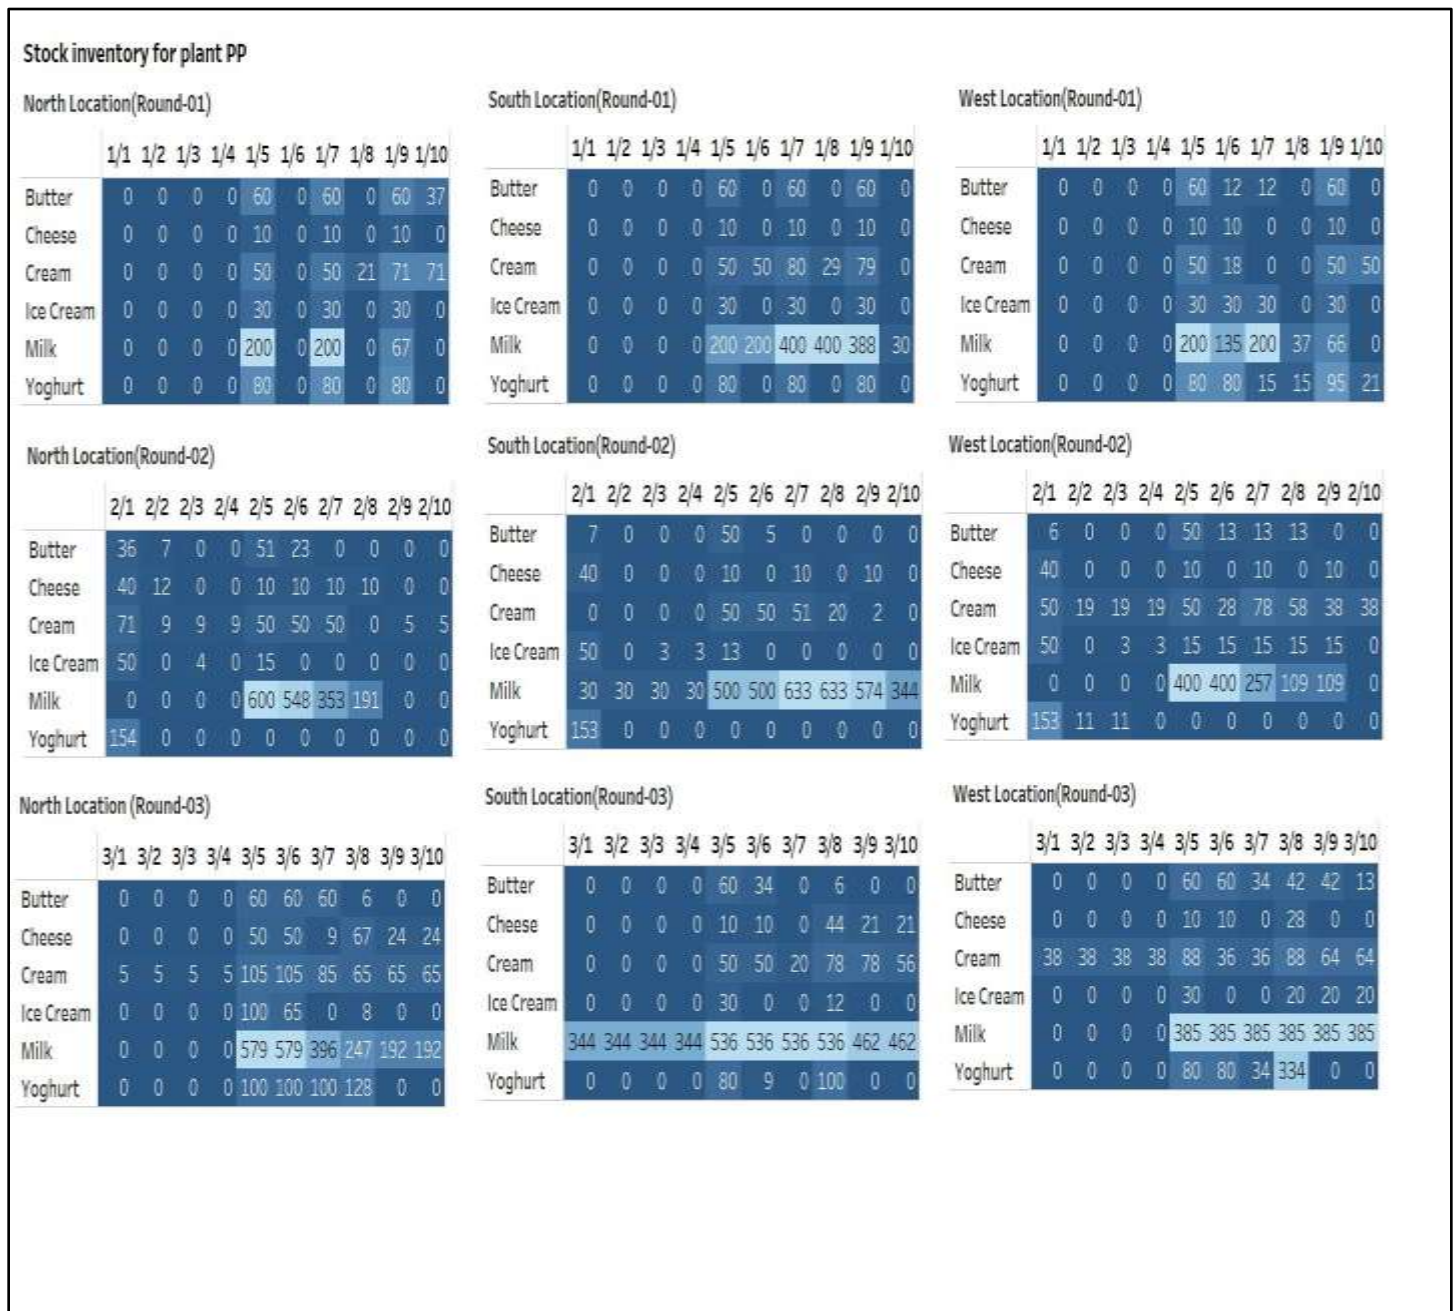 Stock inventory for plant PP
North Location(Round-01)
1/1 1/2 1/3 1/4 1/5 1/6 1/7 1/8 1/9 1/10
Butter 0 0 0 0 60 0 60 0 60 37
Cheese 0 0 0 0 10 0 10 0 10 0
Cream 0 0 0 0 50 0 50 21 71 71
Ice Cream 0 0 0 0 30 0 30 0 30 0
Milk 0 0 0 0 200 0 200 0 67 0
Yoghurt 0 0 0 0 80 0 80 0 80 0
South Location(Round-01)
1/1 1/2 1/3 1/4 1/5 1/6 1/7 1/8 1/9 1/10
Butter 0 0 0 0 60 0 60 0 60 0
Cheese 0 0 0 0 10 0 10 0 10 0
Cream 0 0 0 0 50 50 80 29 79 0
Ice Cream 0 0 0 0 30 0 30 0 30 0
Milk 0 0 0 0 200 200 400 400 388 30
Yoghurt 0 0 0 0 80 0 80 0 80 0
West Location(Round-01)
1/1 1/2 1/3 1/4 1/5 1/6 1/7 1/8 1/9 1/10
Butter 0 0 0 0 60 12 12 0 60 0
Cheese 0 0 0 0 10 10 0 0 10 0
Cream 0 0 0 0 50 18 0 0 50 50
Ice Cream 0 0 0 0 30 30 30 0 30 0
Milk 0 0 0 0 200 135 200 37 66 0
Yoghurt 0 0 0 0 80 80 15 15 95 21
North Location(Round-02)
2/1 2/2 2/3 2/4 2/5 2/6 2/7 2/8 2/9 2/10
Butter 36 7 0 0 51 23 0 0 0 0
Cheese 40 12 0 0 10 10 10 10 0 0
Cream 71 9 9 9 50 50 50 0 5 5
Ice Cream 50 0 4 0 15 0 0 0 0 0
Milk 0 0 0 0 600 548 353 191 0 0
Yoghurt 154 0 0 0 0 0 0 0 0 0
South Location(Round-02)
2/1 2/2 2/3 2/4 2/5 2/6 2/7 2/8 2/9 2/10
Butter 7 0 0 0 50 5 0 0 0 0
Cheese 40 0 0 0 10 0 10 0 10 0
Cream 0 0 0 0 50 50 51 20 2 0
Ice Cream 50 0 3 3 13 0 0 0 0 0
Milk 30 30 30 30 500 500 633 633 574 344
Yoghurt 153 0 0 0 0 0 0 0 0 0
West Location(Round-02)
2/1 2/2 2/3 2/4 2/5 2/6 2/7 2/8 2/9 2/10
Butter 6 0 0 0 50 13 13 13 0 0
Cheese 40 0 0 0 10 0 10 0 10 0
Cream 50 19 19 19 50 28 78 58 38 38
Ice Cream 50 0 3 3 15 15 15 15 15 0
Milk 0 0 0 0 400 400 257 109 109 0
Yoghurt 153 11 11 0 0 0 0 0 0 0
North Location (Round-03)
3/1 3/2 3/3 3/4 3/5 3/6 3/7 3/8 3/9 3/10
Butter 0 0 0 0 60 60 60 6 0 0
Cheese 0 0 0 0 50 50 9 67 24 24
Cream 5 5 5 5 105 105 85 65 65 65
Ice Cream 0 0 0 0 100 65 0 8 0 0
Milk 0 0 0 0 579 579 396 247 192 192
Yoghurt 0 0 0 0 100 100 100 128 0 0
South Location(Round-03)
3/1 3/2 3/3 3/4 3/5 3/6 3/7 3/8 3/9 3/10
Butter 0 0 0 0 60 34 0 6 0 0
Cheese 0 0 0 0 10 10 0 44 21 21
Cream 0 0 0 0 50 50 20 78 78 56
Ice Cream 0 0 0 0 30 0 0 12 0 0
Milk 344 344 344 344 536 536 536 536 462 462
Yoghurt 0 0 0 0 80 9 0 100 0 0
West Location(Round-03)
3/1 3/2 3/3 3/4 3/5 3/6 3/7 3/8 3/9 3/10
Butter 0 0 0 0 60 60 34 42 42 13
Cheese 0 0 0 0 10 10 0 28 0 0
Cream 38 38 38 38 88 36 36 88 64 64
Ice Cream 0 0 0 0 30 0 0 20 20 20
Milk 0 0 0 0 385 385 385 385 385 385
Yoghurt 0 0 0 0 80 80 34 334 0 0